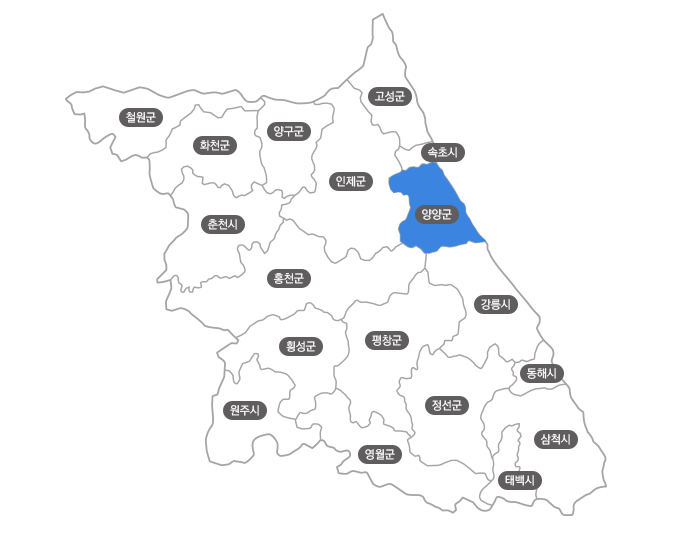 고성군
철원군
양구군
화천군
속초시
인제군
양양군
춘천시
홍천군
강릉시
평창군
횡성군
동해시
정선군
원주시
삼척시
영월군
태백시